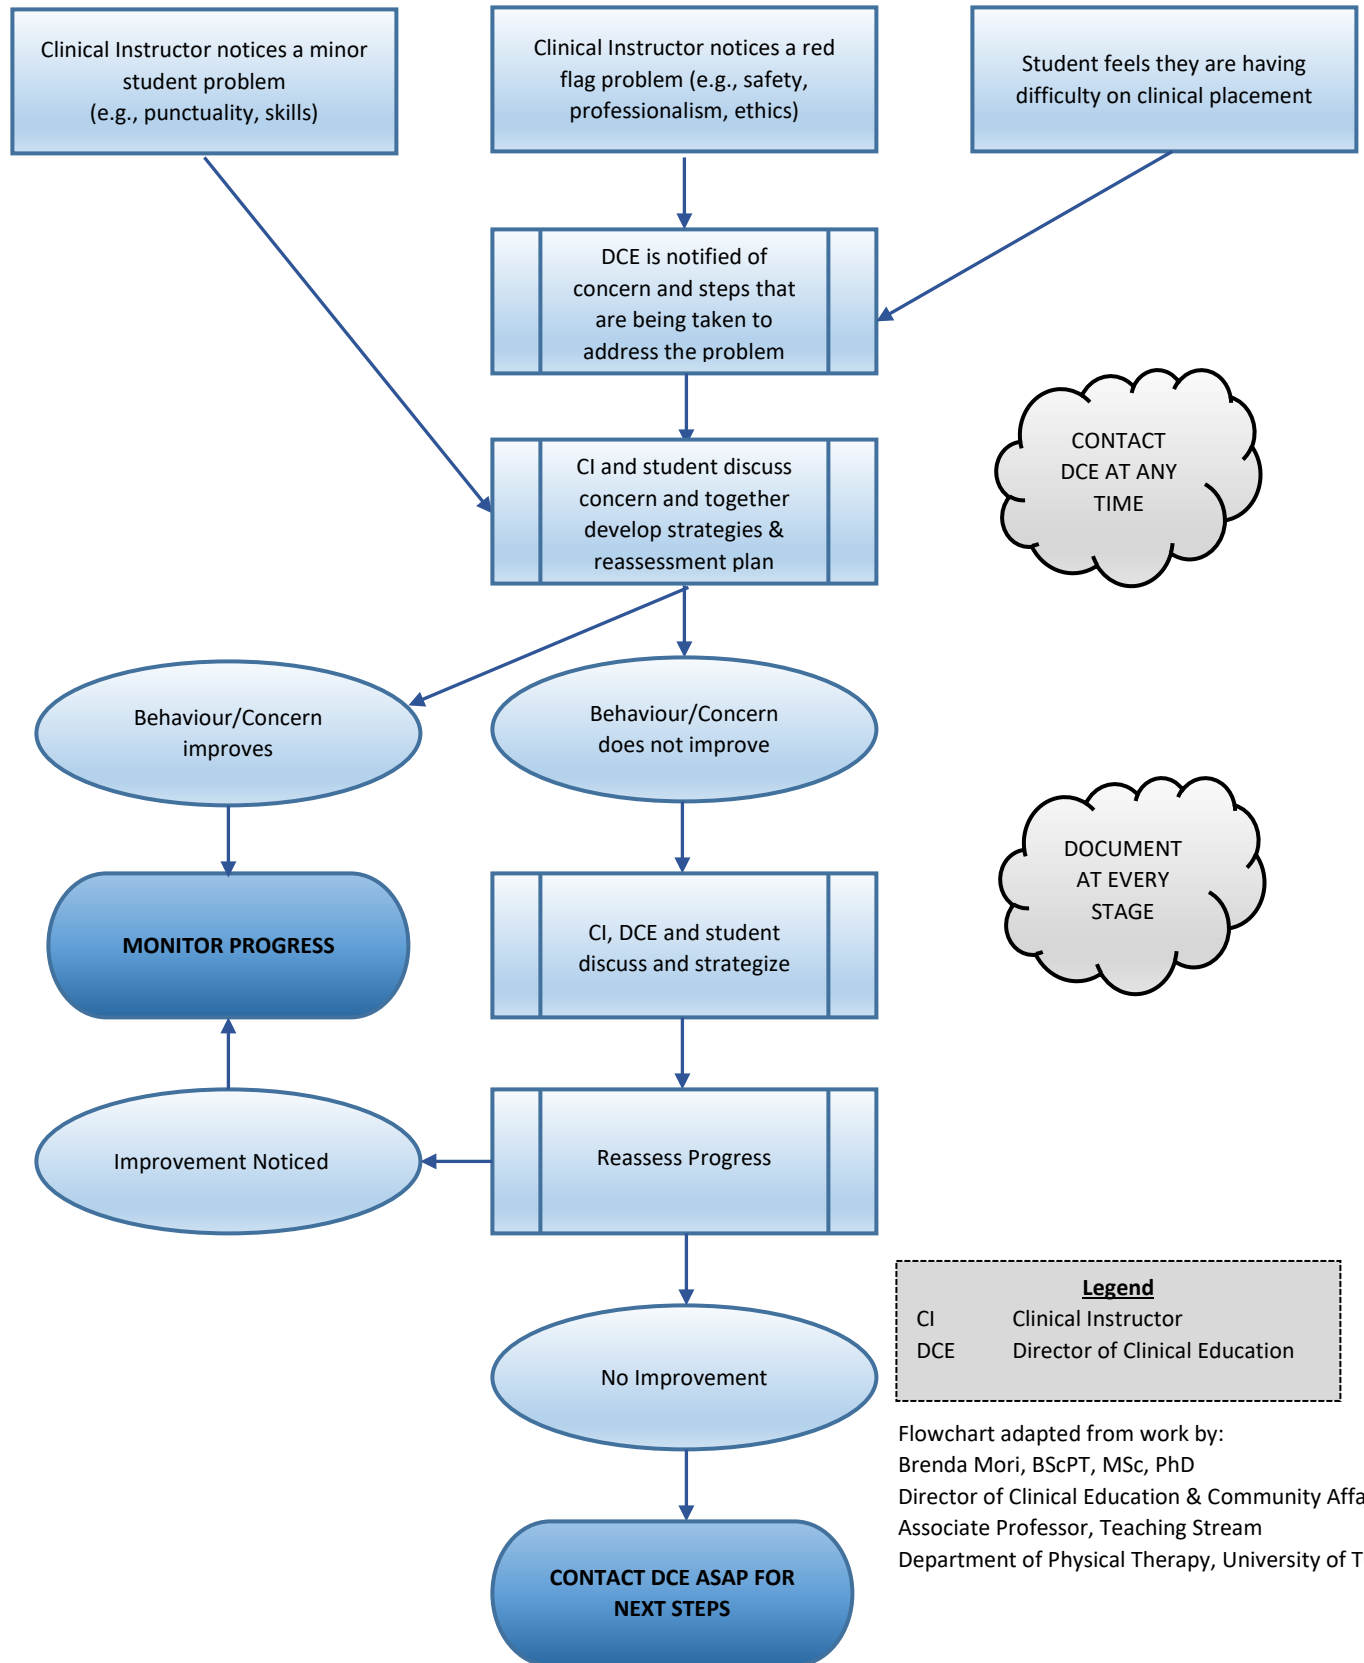 Clinical Instructor notices a minor
student problem
(e.g., punctuality, skills)
Clinical Instructor notices a red
flag problem (e.g., safety,
professionalism, ethics)
Student feels they are having
difficulty on clinical placement
DCE is notified of
concern and steps that
are being taken to
address the problem
CONTACT
DCE AT ANY
TIME
CI and student discuss
concern and together
develop strategies &
reassessment plan
Behaviour/Concern
improves
Behaviour/Concern
does not improve
DOCUMENT
AT EVERY
STAGE
MONITOR PROGRESS
CI, DCE and student
discuss and strategize
Improvement Noticed
Reassess Progress
Legend
CI Clinical Instructor
DCE Director of Clinical Education
No Improvement
Flowchart adapted from work by:
Brenda Mori, BScPT, MSc, PhD
Director of Clinical Education & Community Affa
Associate Professor, Teaching Stream
Department of Physical Therapy, University of T
CONTACT DCE ASAP FOR
NEXT STEPS